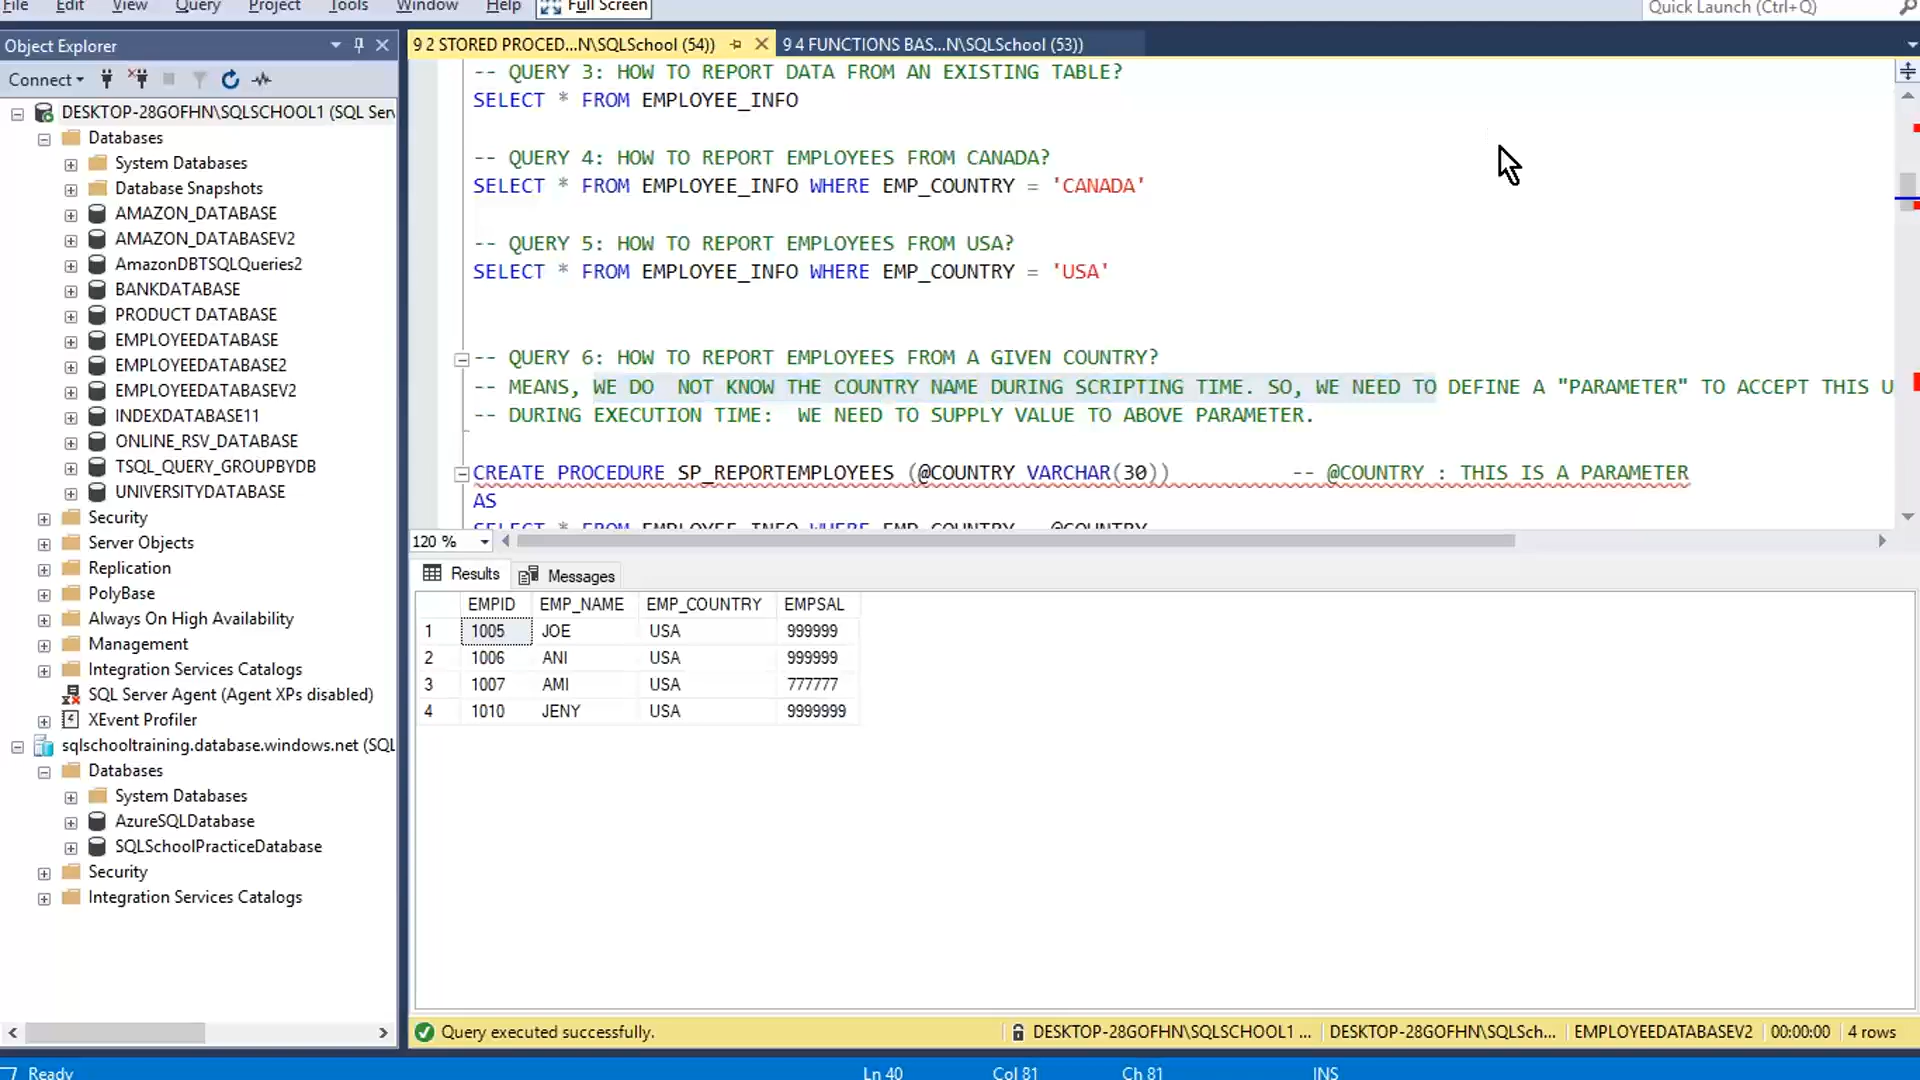 File Edit View Query Project Tools Window Help Full Screen
Quick Launch (Ctrl+Q)
Object Explorer
Connect
DESKTOP-28GOFHN\SQLSCHOOL1 (SQL Serv
Databases
System Databases
Database Snapshots
AMAZON_DATABASE
AMAZON_DATABASEV2
AmazonDBTSQLQueries2
BANKDATABASE
PRODUCT DATABASE
EMPLOYEEDATABASE
EMPLOYEEDATABASE2
EMPLOYEEDATABASEV2
INDEXDATABASE11
ONLINE_RSV_DATABASE
TSQL_QUERY_GROUPBYDB
UNIVERSITYDATABASE
Security
Server Objects
Replication
PolyBase
Always On High Availability
Management
Integration Services Catalogs
SQL Server Agent (Agent XPs disabled)
XEvent Profiler
sqlschooltraining.database.windows.net (SQL
Databases
System Databases
AzureSQLDatabase
SQLSchoolPracticeDatabase
Security
Integration Services Catalogs
9 2 STORED PROCED...N\SQLSchool (54))
9 4 FUNCTIONS BAS...N\SQLSchool (53))
-- QUERY 3: HOW TO REPORT DATA FROM AN EXISTING TABLE?
SELECT * FROM EMPLOYEE_INFO
-- QUERY 4: HOW TO REPORT EMPLOYEES FROM CANADA?
SELECT * FROM EMPLOYEE_INFO WHERE EMP_COUNTRY = 'CANADA'
-- QUERY 5: HOW TO REPORT EMPLOYEES FROM USA?
SELECT * FROM EMPLOYEE_INFO WHERE EMP_COUNTRY = 'USA'
-- QUERY 6: HOW TO REPORT EMPLOYEES FROM A GIVEN COUNTRY?
-- MEANS, WE DO  NOT KNOW THE COUNTRY NAME DURING SCRIPTING TIME. SO, WE NEED TO DEFINE A "PARAMETER" TO ACCEPT THIS U
-- DURING EXECUTION TIME:  WE NEED TO SUPPLY VALUE TO ABOVE PARAMETER.
CREATE PROCEDURE SP_REPORTEMPLOYEES (@COUNTRY VARCHAR(30)) -- @COUNTRY : THIS IS A PARAMETER
AS
SELECT * FROM EMPLOYEE_INFO WHERE EMP_COUNTRY = @COUNTRY
120 %
Results Messages
EMPID EMP_NAME EMP_COUNTRY EMPSAL
1 1005 JOE USA 999999
2 1006 ANI USA 999999
3 1007 AMI USA 777777
4 1010 JENY USA 9999999
Query executed successfully.
DESKTOP-28GOFHN\SQLSCHOOL1 ... DESKTOP-28GOFHN\SQLSch... EMPLOYEEDATABASEV2 00:00:00 4 rows
Ready Ln 40 Col 81 Ch 81 INS